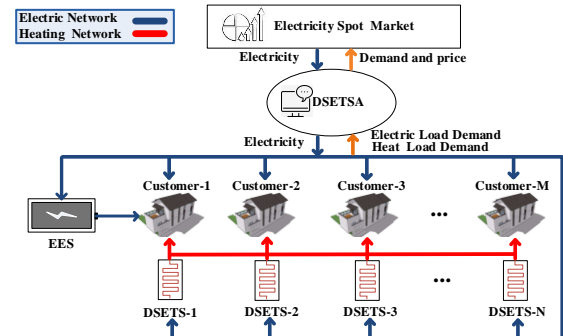 Electric Network
Heating Network
Electricity Spot Market
Electricity
Demand and price
DSETSA
Electricity
Electric Load Demand
Heat Load Demand
Customer-1
Customer-2
Customer-3
Customer-M
...
EES
...
DSETS-1
DSETS-2
DSETS-3
DSETS-N